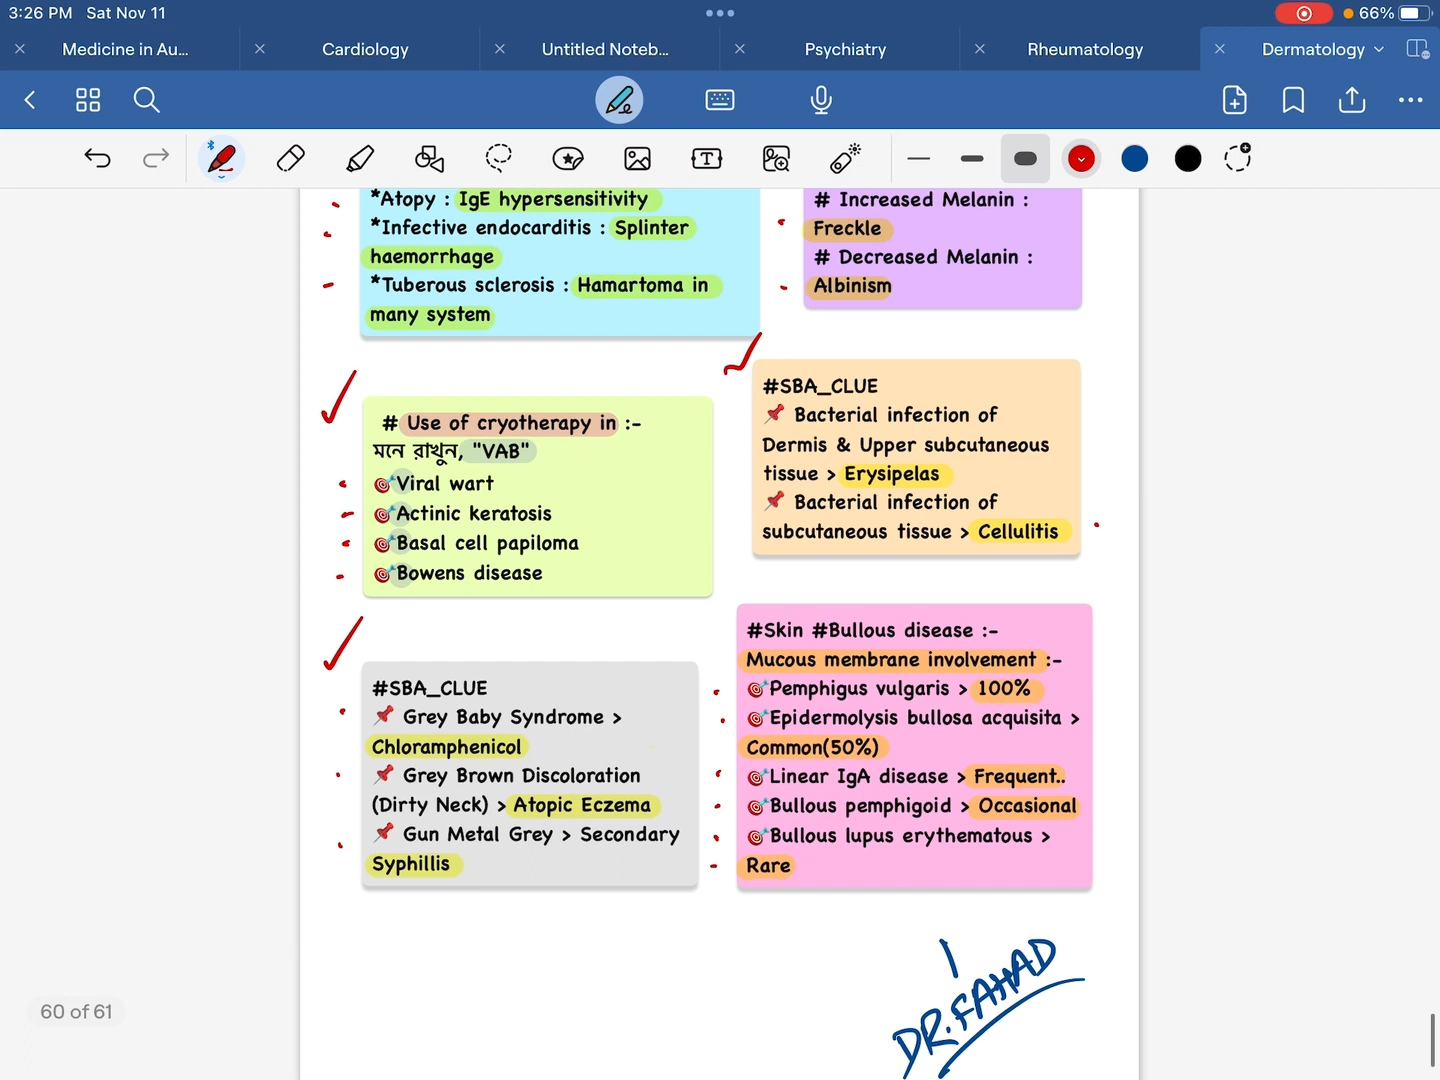 3:26 PM Sat Nov 11
66%
Medicine in Au...
Cardiology
Untitled Noteb...
Psychiatry
Rheumatology
Dermatology
*Atopy : IgE hypersensitivity
*Infective endocarditis : Splinter
haemorrhage
*Tuberous sclerosis : Hamartoma in
many system
# Increased Melanin :
Freckle
# Decreased Melanin :
Albinism
# Use of cryotherapy in :-
মনে রাখুন, "VAB"
Viral wart
Actinic keratosis
Basal cell papiloma
Bowens disease
#SBA_CLUE
Bacterial infection of
Dermis & Upper subcutaneous
tissue > Erysipelas
Bacterial infection of
subcutaneous tissue > Cellulitis
#SBA_CLUE
Grey Baby Syndrome >
Chloramphenicol
Grey Brown Discoloration
(Dirty Neck) > Atopic Eczema
Gun Metal Grey > Secondary
Syphillis
#Skin #Bullous disease :-
Mucous membrane involvement :-
Pemphigus vulgaris > 100%
Epidermolysis bullosa acquisita >
Common(50%)
Linear IgA disease > Frequent..
Bullous pemphigoid > Occasional
Bullous lupus erythematous >
Rare
DR.FAHAD
60 of 61